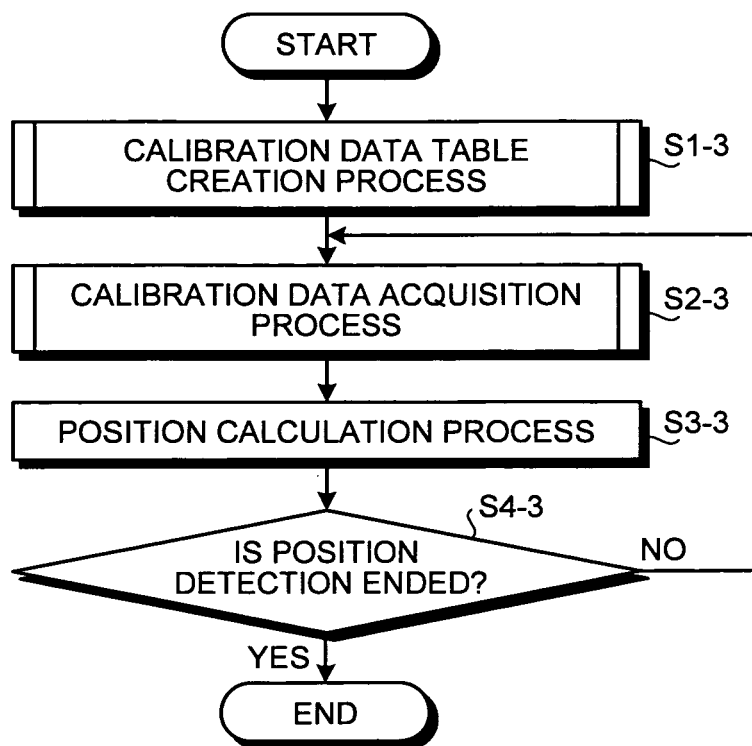 START
CALIBRATION DATA TABLE
CREATION PROCESS
S1-3
CALIBRATION DATA ACQUISITION
PROCESS
S2-3
POSITION CALCULATION PROCESS
S3-3
S4-3
IS POSITION
DETECTION ENDED?
NO
YES
END